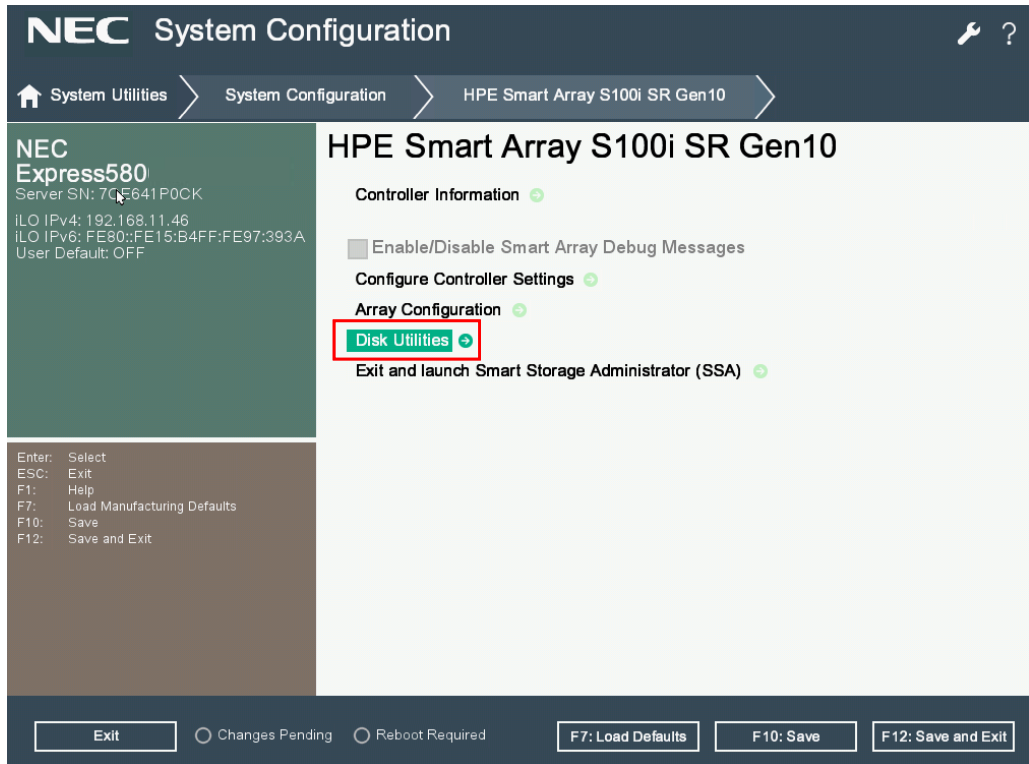 NEC System Configuration
?
System Utilities
System Configuration
HPE Smart Array S100i SR Gen10
NEC
Express580
Server SN: 7CE641P0CK
iLO IPv4: 192.168.11.46
iLO IPv6: FE80::FE15:B4FF:FE97:393A
User Default: OFF
HPE Smart Array S100i SR Gen10
Controller Information
Enable/Disable Smart Array Debug Messages
Configure Controller Settings
Array Configuration
Disk Utilities
Exit and launch Smart Storage Administrator (SSA)
Enter: Select
ESC: Exit
F1: Help
F7: Load Manufacturing Defaults
F10: Save
F12: Save and Exit
Exit
Changes Pending
Reboot Required
F7: Load Defaults
F10: Save
F12: Save and Exit